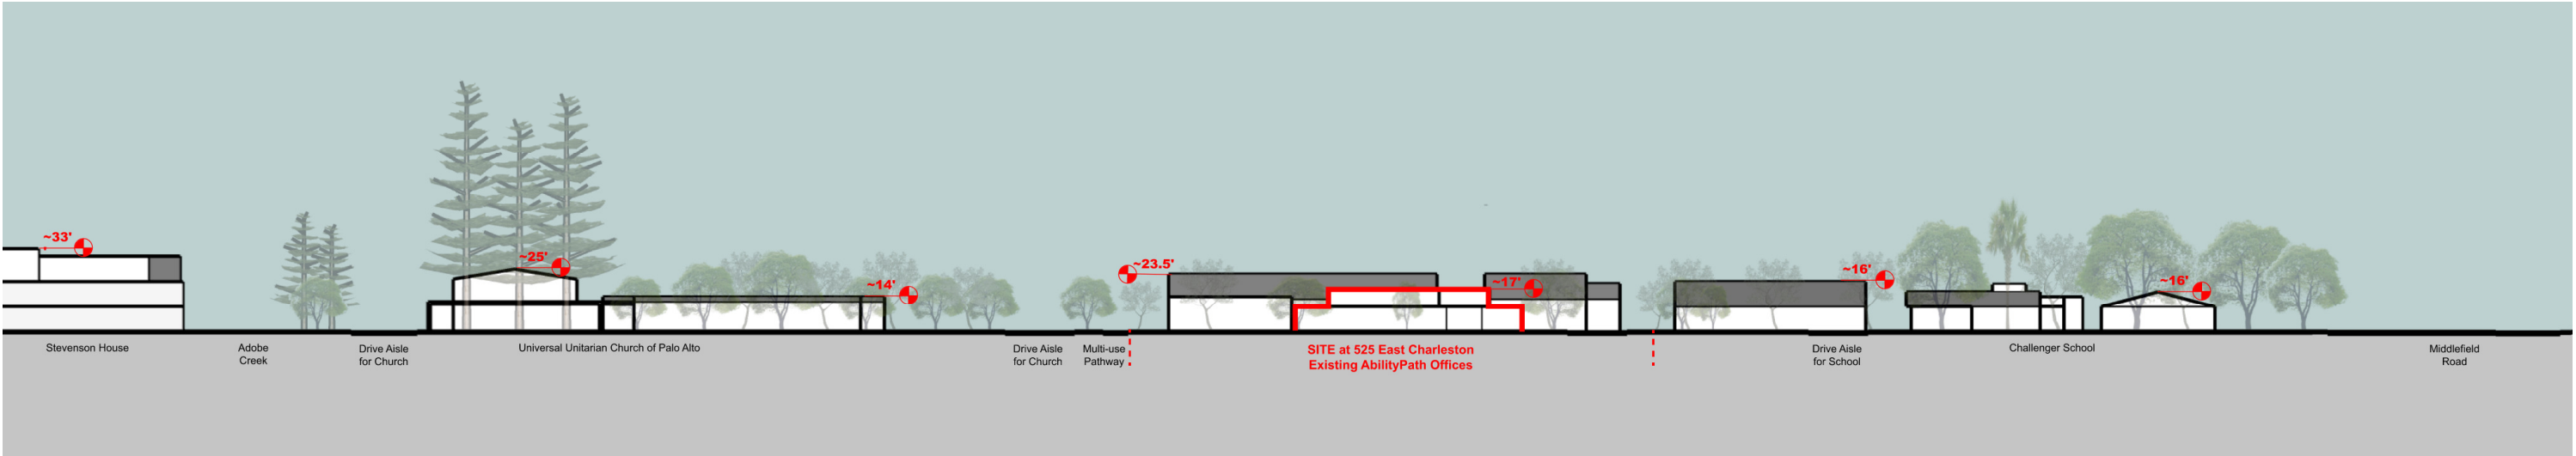 ~33'
~25'
~14'
~23.5'
~17'
~16'
~16'
Stevenson House
Adobe
Creek
Drive Aisle
for Church
Universal Unitarian Church of Palo Alto
Drive Aisle
for Church
Multi-use
Pathway
SITE at 525 East Charleston
Existing AbilityPath Offices
Drive Aisle
for School
Challenger School
Middlefield
Road